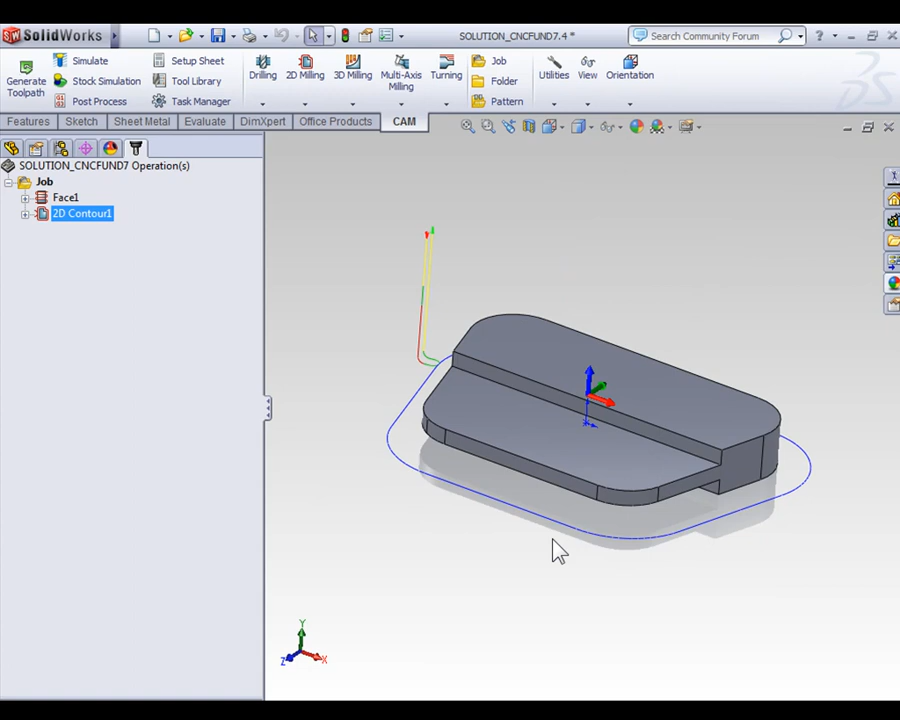 SolidWorks
SOLUTION_CNCFUND7.4 *
Search Community Forum
?
Generate Toolpath
Simulate
Stock Simulation
Post Process
Setup Sheet
Tool Library
Task Manager
Drilling
2D Milling
3D Milling
Multi-Axis Milling
Turning
Job
Folder
Pattern
Utilities
View
Orientation
Features
Sketch
Sheet Metal
Evaluate
DimXpert
Office Products
CAM
SOLUTION_CNCFUND7 Operation(s)
Job
Face1
2D Contour1
Y
Z
X